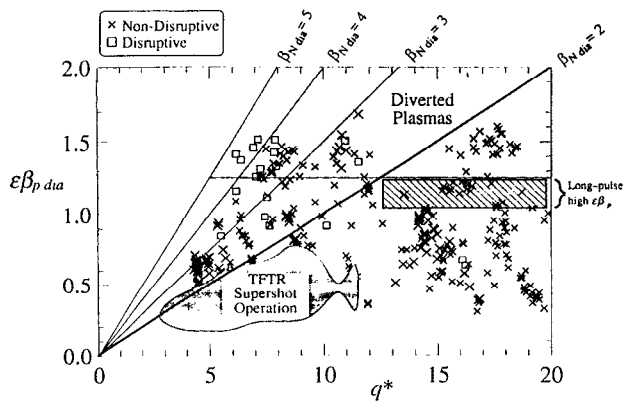 × Non-Disruptive
□ Disruptive
β_N dia = 5
β_N dia = 4
β_N dia = 3
β_N dia = 2
2.0
1.5
1.0
0.5
0.0
εβ_p dia
Diverted
Plasmas
Long-pulse
high εβ_p
TFTR
Supershot
Operation
0
5
10
15
20
q*